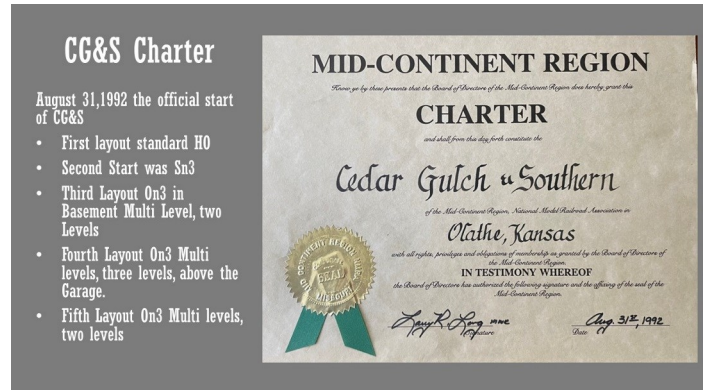 CG&S Charter
August 31,1992 the official start
of CG&S
• First layout standard HO
• Second Start was Sn3
• Third Layout On3 in
Basement Multi Level, two
Levels
• Fourth Layout On3 Multi
levels, three levels, above the
Garage.
• Fifth Layout On3 Multi levels,
two levels
MID-CONTINENT REGION
Know ye by these presents that the Board of Directors of the Mid-Continent Region does hereby grant this
CHARTER
and shall from this day forth constitute the
Cedar Gulch & Southern
of the Mid-Continent Region, National Model Railroad Association in
Olathe, Kansas
with all rights, privileges and obligations of membership as granted by the Board of Directors of
the Mid-Continent Region.
IN TESTIMONY WHEREOF
the Board of Directors has authorized the following signature and the affixing of the seal of the
Mid-Continent Region.
MID CONTINENT REGION
SEAL
MISSOURI
Larry R. Long MMR
Signature
Aug. 31st, 1992
Date